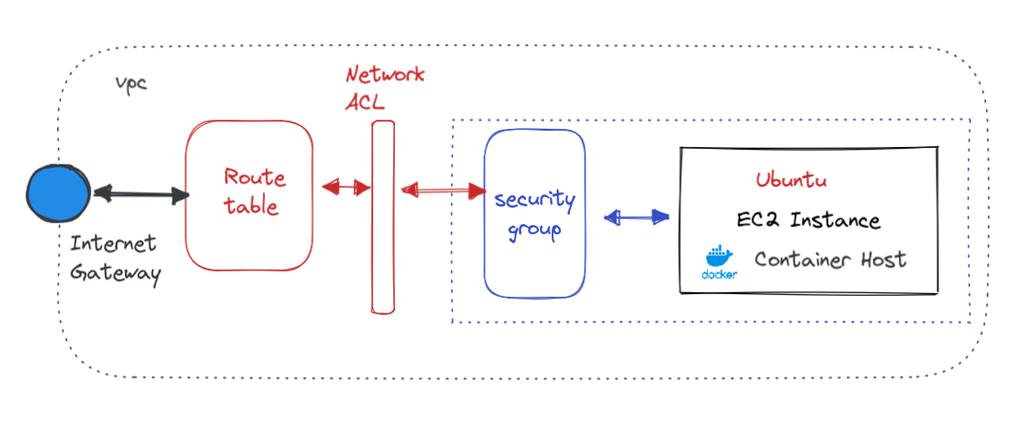 vpc
Network
ACL
Route
table
Internet
Gateway
security
group
Ubuntu
EC2 Instance
docker
Container Host